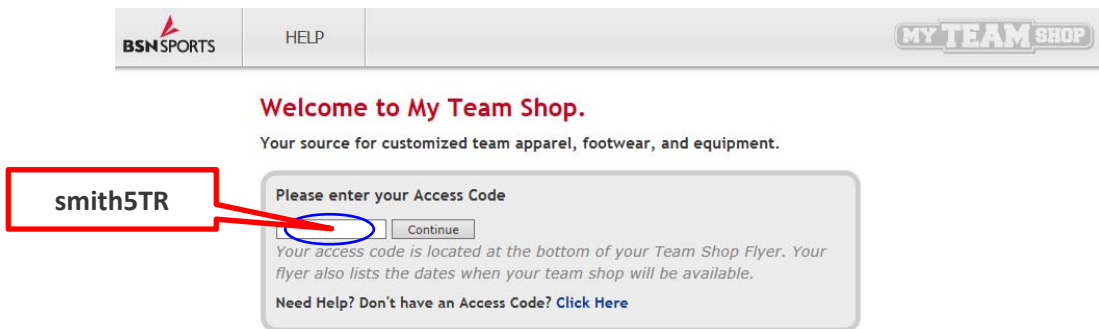 BSN SPORTS
HELP
MY TEAM SHOP
Welcome to My Team Shop.
Your source for customized team apparel, footwear, and equipment.
smith5TR
Please enter your Access Code
Continue
Your access code is located at the bottom of your Team Shop Flyer. Your
flyer also lists the dates when your team shop will be available.
Need Help? Don't have an Access Code? Click Here